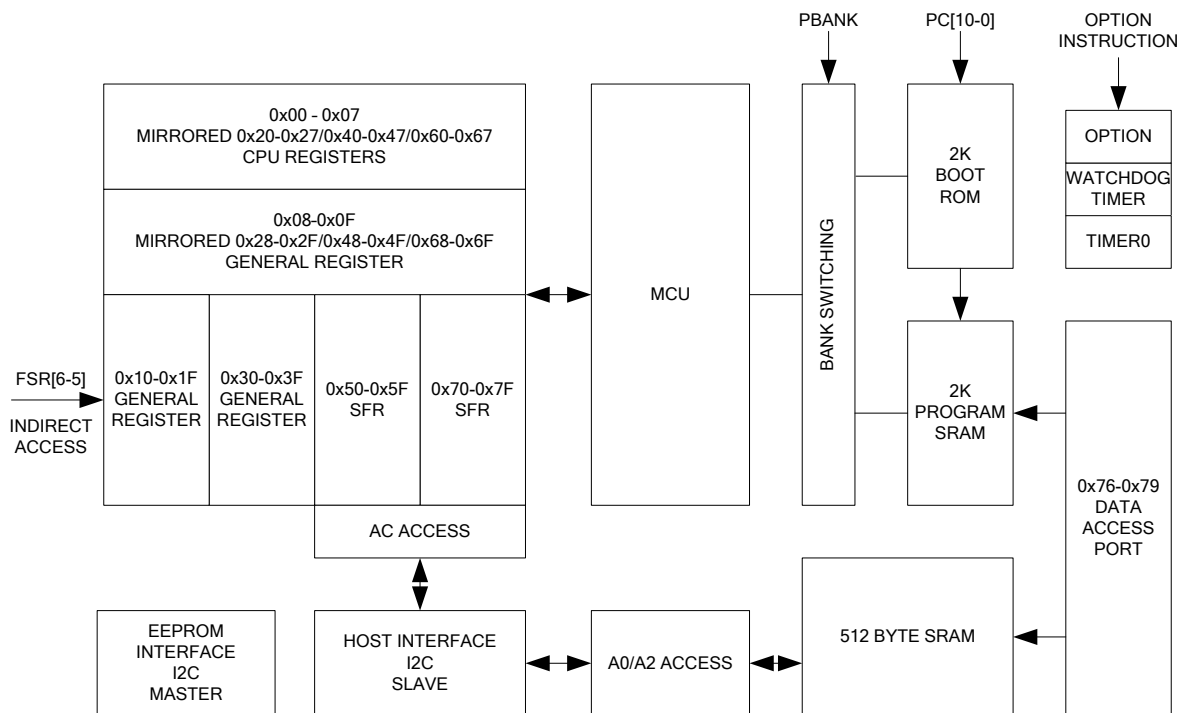 PBANK
PC[10-0]
OPTION
INSTRUCTION
0x00 - 0x07
MIRRORED 0x20-0x27/0x40-0x47/0x60-0x67
CPU REGISTERS
0x08-0x0F
MIRRORED 0x28-0x2F/0x48-0x4F/0x68-0x6F
GENERAL REGISTER
FSR[6-5]
INDIRECT
ACCESS
0x10-0x1F
GENERAL
REGISTER
0x30-0x3F
GENERAL
REGISTER
0x50-0x5F
SFR
0x70-0x7F
SFR
AC ACCESS
MCU
BANK SWITCHING
2K
BOOT
ROM
OPTION
WATCHDOG
TIMER
TIMER0
2K
PROGRAM
SRAM
0x76-0x79
DATA
ACCESS
PORT
EEPROM
INTERFACE
I2C
MASTER
HOST INTERFACE
I2C
SLAVE
A0/A2 ACCESS
512 BYTE SRAM